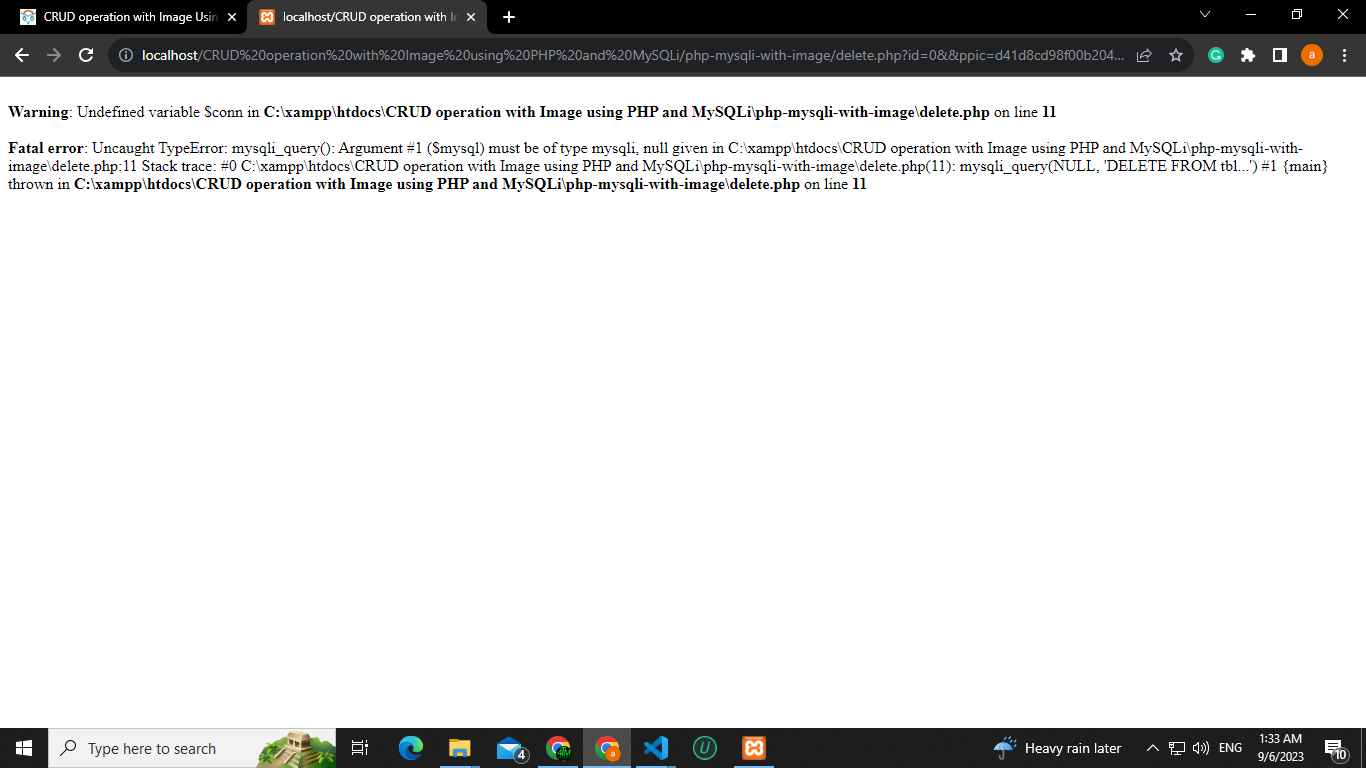 CRUD operation with Image Usin
localhost/CRUD operation with In
localhost/CRUD%20operation%20with%20Image%20using%20PHP%20and%20MySQLi/php-mysqli-with-image/delete.php?id=0&&ppic=d41d8cd98f00b204...
a
Warning: Undefined variable $conn in C:\xampp\htdocs\CRUD operation with Image using PHP and MySQLi\php-mysqli-with-image\delete.php on line 11
Fatal error: Uncaught TypeError: mysqli_query(): Argument #1 ($mysql) must be of type mysqli, null given in C:\xampp\htdocs\CRUD operation with Image using PHP and MySQLi\php-mysqli-with-
image\delete.php:11 Stack trace: #0 C:\xampp\htdocs\CRUD operation with Image using PHP and MySQLi\php-mysqli-with-image\delete.php(11): mysqli_query(NULL, 'DELETE FROM tbl...') #1 {main}
thrown in C:\xampp\htdocs\CRUD operation with Image using PHP and MySQLi\php-mysqli-with-image\delete.php on line 11
Type here to search
4
a
U
Heavy rain later
ENG
1:33 AM
9/6/2023
10